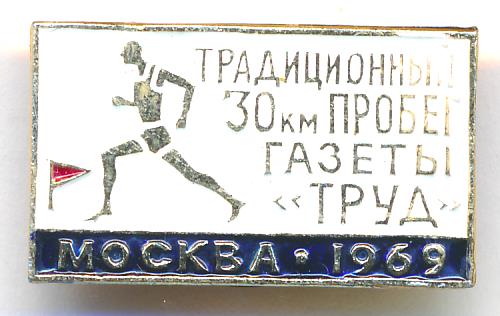 ТРАДИЦИОННЫЙ
30КМ ПРОБЕГ
ГАЗЕТЫ
«ТРУД»
МОСКВА · 1969